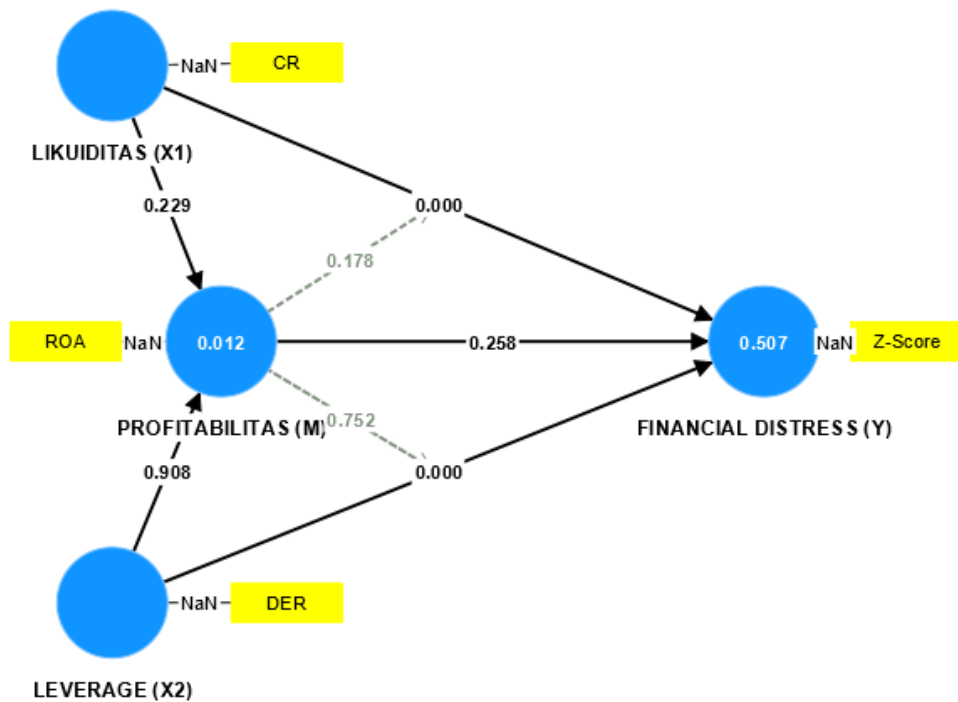 NaN
CR
LIKUIDITAS (X1)
0.229
0.000
0.178
ROA
NaN
0.012
0.258
0.507
NaN
Z-Score
PROFITABILITAS (M)
0.752
FINANCIAL DISTRESS (Y)
0.908
0.000
NaN
DER
LEVERAGE (X2)